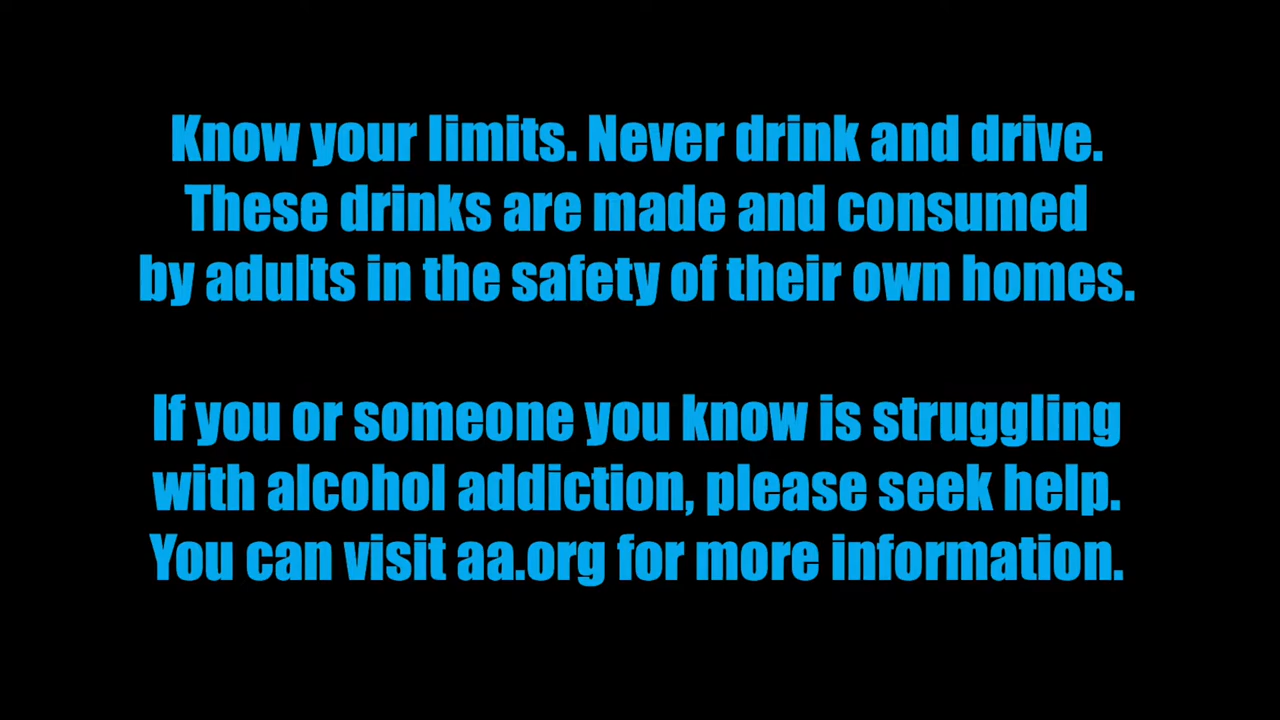 Know your limits. Never drink and drive.
These drinks are made and consumed
by adults in the safety of their own homes.
If you or someone you know is struggling
with alcohol addiction, please seek help.
You can visit aa.org for more information.